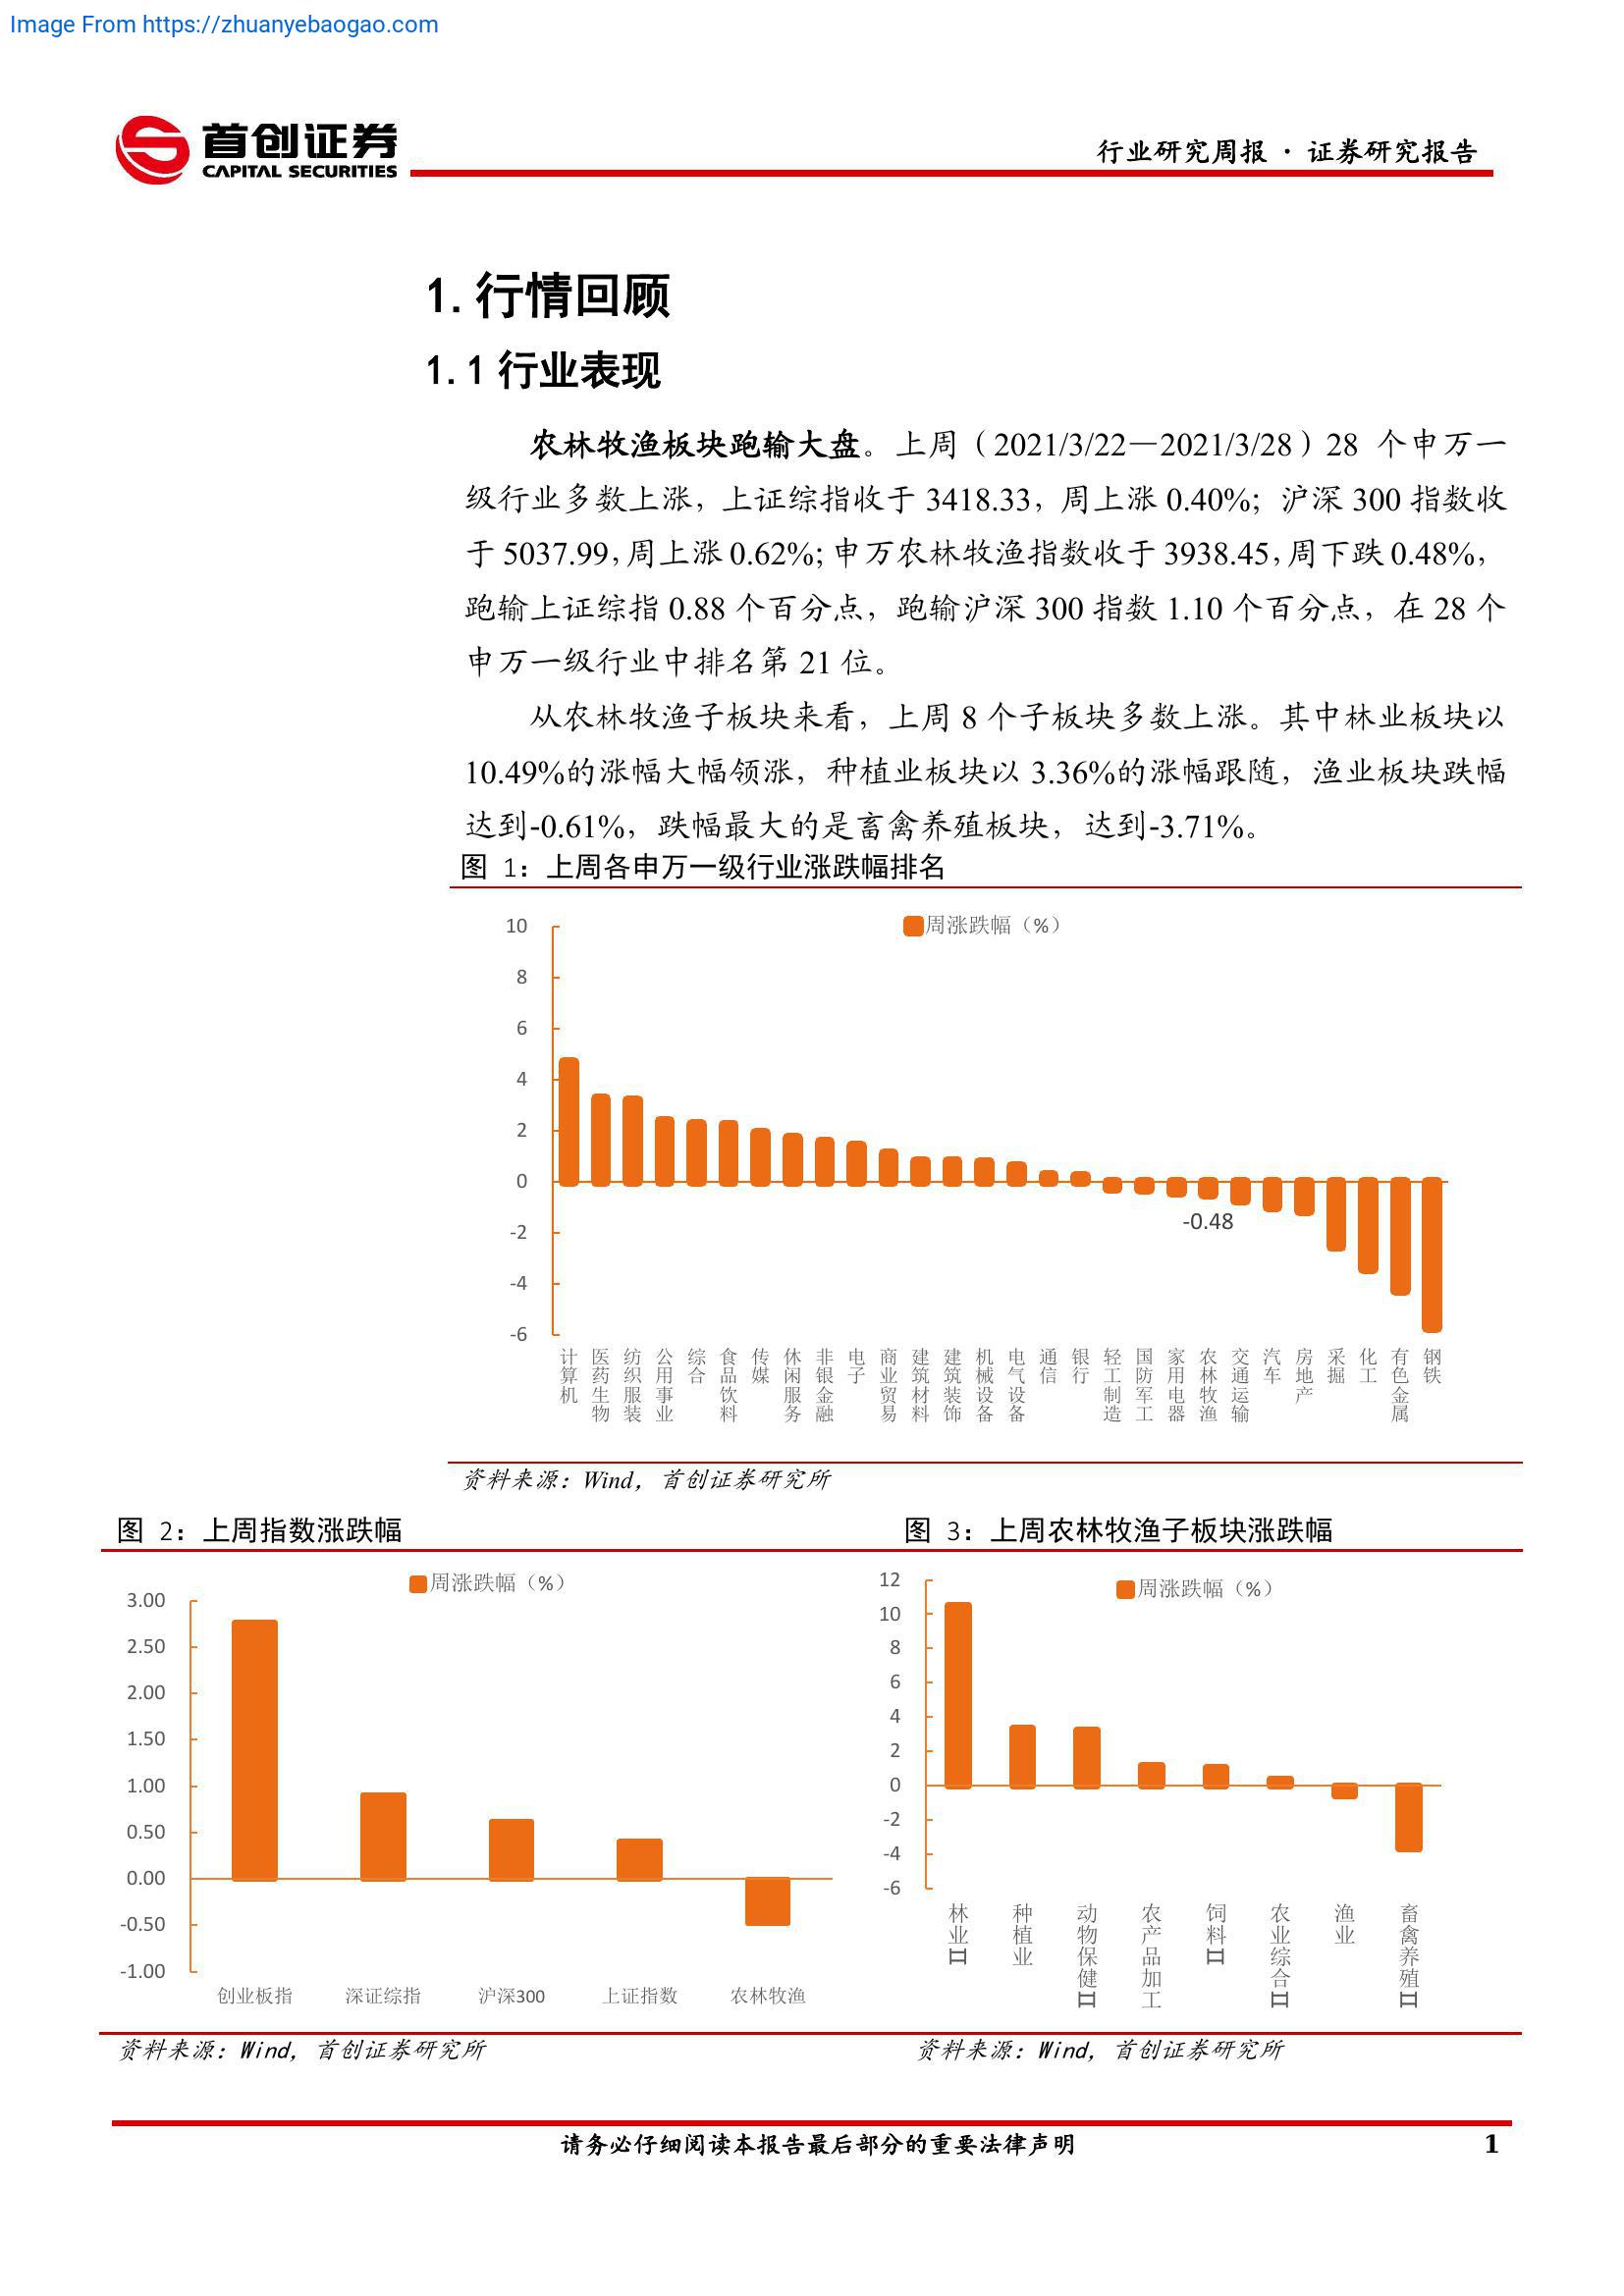 Image From https://zhuanyebaogao.com
首创证券
CAPITAL SECURITIES
行业研究周报 · 证券研究报告
1.行情回顾
1.1 行业表现
农林牧渔板块跑输大盘。上周（2021/3/22—2021/3/28）28 个申万一
级行业多数上涨，上证综指收于 3418.33，周上涨 0.40%；沪深 300 指数收
于 5037.99，周上涨 0.62%；申万农林牧渔指数收于 3938.45，周下跌 0.48%，
跑输上证综指 0.88 个百分点，跑输沪深 300 指数 1.10 个百分点，在 28 个
申万一级行业中排名第 21 位。
从农林牧渔子板块来看，上周 8 个子板块多数上涨。其中林业板块以
10.49%的涨幅大幅领涨，种植业板块以 3.36%的涨幅跟随，渔业板块跌幅
达到-0.61%，跌幅最大的是畜禽养殖板块，达到-3.71%。
图 1：上周各申万一级行业涨跌幅排名
周涨跌幅（%）
10
8
6
4
2
0
-2
-4
-6
-0.48
计算机
医药生物
纺织服装
公用事业
综合
食品饮料
传媒
休闲服务
非银金融
电子
商业贸易
建筑材料
建筑装饰
机械设备
电气设备
通信
银行
轻工制造
国防军工
家用电器
农林牧渔
交通运输
汽车
房地产
采掘
化工
有色金属
钢铁
资料来源：Wind，首创证券研究所
图 2：上周指数涨跌幅
周涨跌幅（%）
3.00
2.50
2.00
1.50
1.00
0.50
0.00
-0.50
-1.00
创业板指
深证综指
沪深300
上证指数
农林牧渔
资料来源：Wind，首创证券研究所
图 3：上周农林牧渔子板块涨跌幅
周涨跌幅（%）
12
10
8
6
4
2
0
-2
-4
-6
林业Ⅱ
种植业
动物保健Ⅱ
农产品加工
饲料Ⅱ
农业综合Ⅱ
渔业
畜禽养殖Ⅱ
资料来源：Wind，首创证券研究所
请务必仔细阅读本报告最后部分的重要法律声明
1